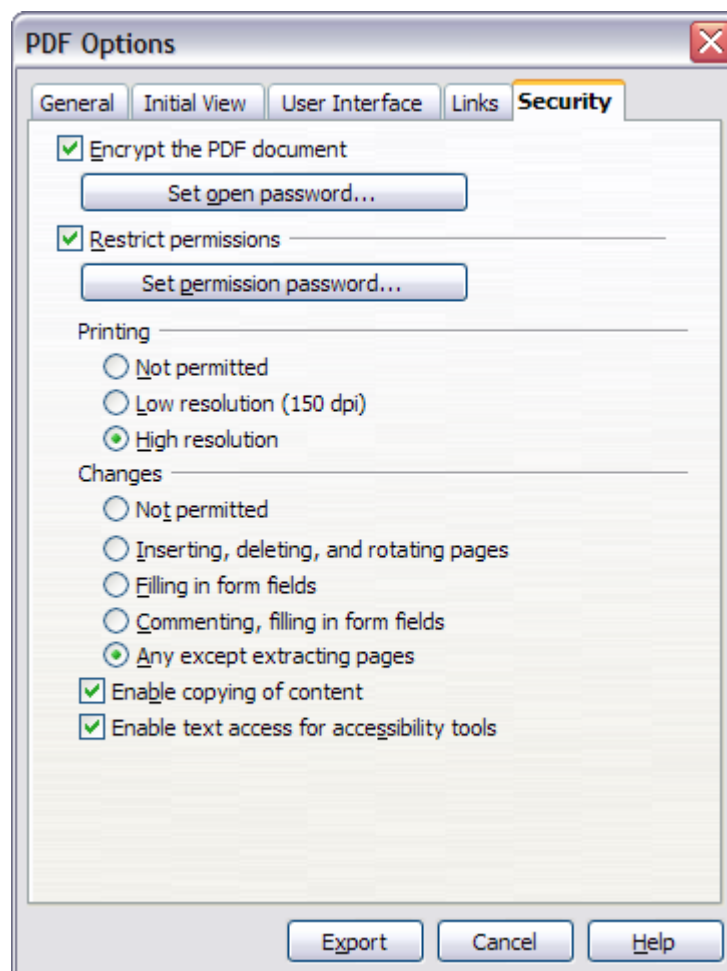 PDF Options
General Initial View User Interface Links Security
Encrypt the PDF document
Set open password...
Restrict permissions
Set permission password...
Printing
Not permitted
Low resolution (150 dpi)
High resolution
Changes
Not permitted
Inserting, deleting, and rotating pages
Filling in form fields
Commenting, filling in form fields
Any except extracting pages
Enable copying of content
Enable text access for accessibility tools
Export Cancel Help